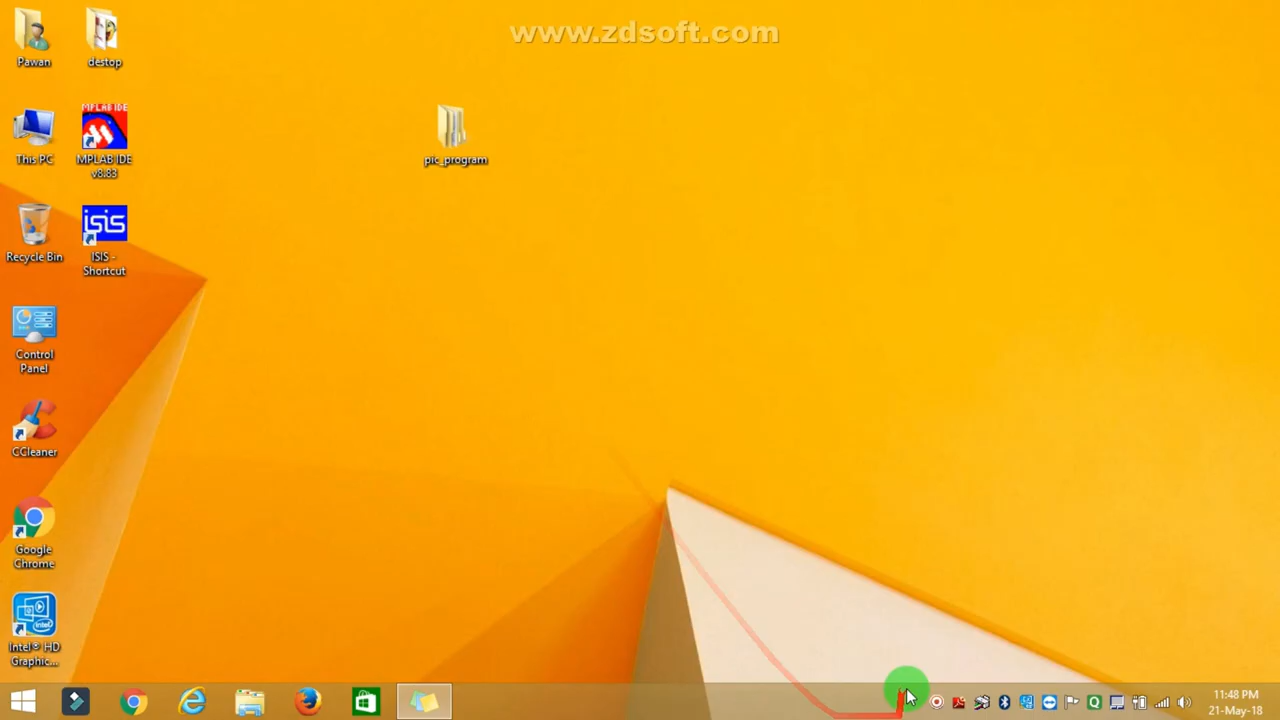 www.zdsoft.com
Pawan
destop
pic_program
This PC
MPLAB IDE
MPLAB IDE
v8.83
Recycle Bin
isis
ISIS -
Shortcut
Control
Panel
CCleaner
Google
Chrome
intel
Intel® HD
Graphic...
11:48 PM
21-May-18